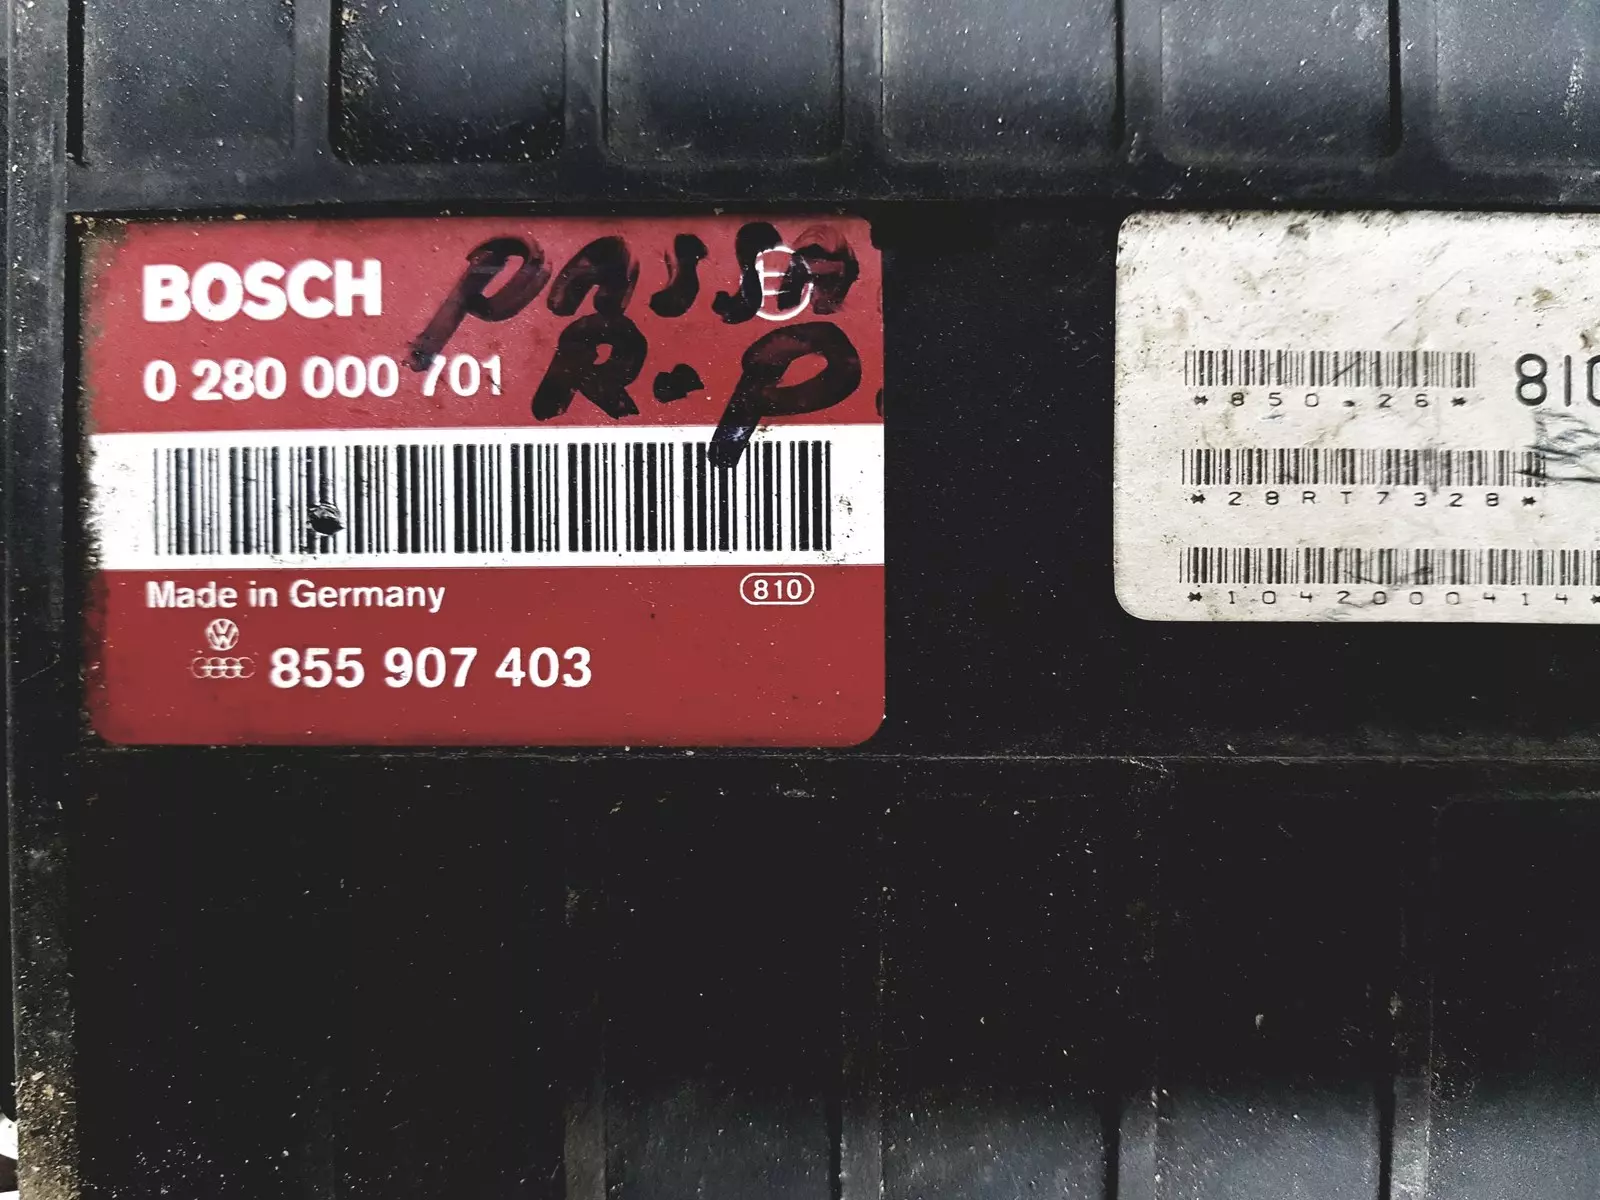 BOSCH
PASSA
0 280 000 701
R-P.
Made in Germany
810
855 907 403
810
*850.26*
*28RT7328*
*1042000414*